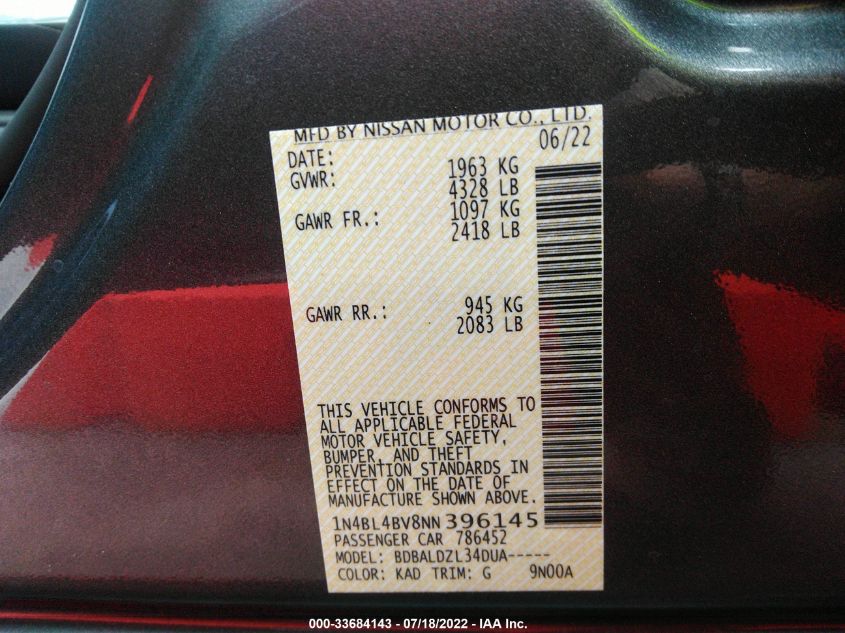 MFD BY NISSAN MOTOR CO., LTD.
DATE: 06/22
GVWR: 1963 KG
4328 LB
GAWR FR.: 1097 KG
2418 LB
GAWR RR.: 945 KG
2083 LB
THIS VEHICLE CONFORMS TO
ALL APPLICABLE FEDERAL
MOTOR VEHICLE SAFETY,
BUMPER, AND THEFT
PREVENTION STANDARDS IN
EFFECT ON THE DATE OF
MANUFACTURE SHOWN ABOVE.
1N4BL4BV8NN396145
PASSENGER CAR 786452
MODEL: BDBALDZL34DUA-----
COLOR: KAD TRIM: G 9N00A
000-33684143 - 07/18/2022 - IAA Inc.